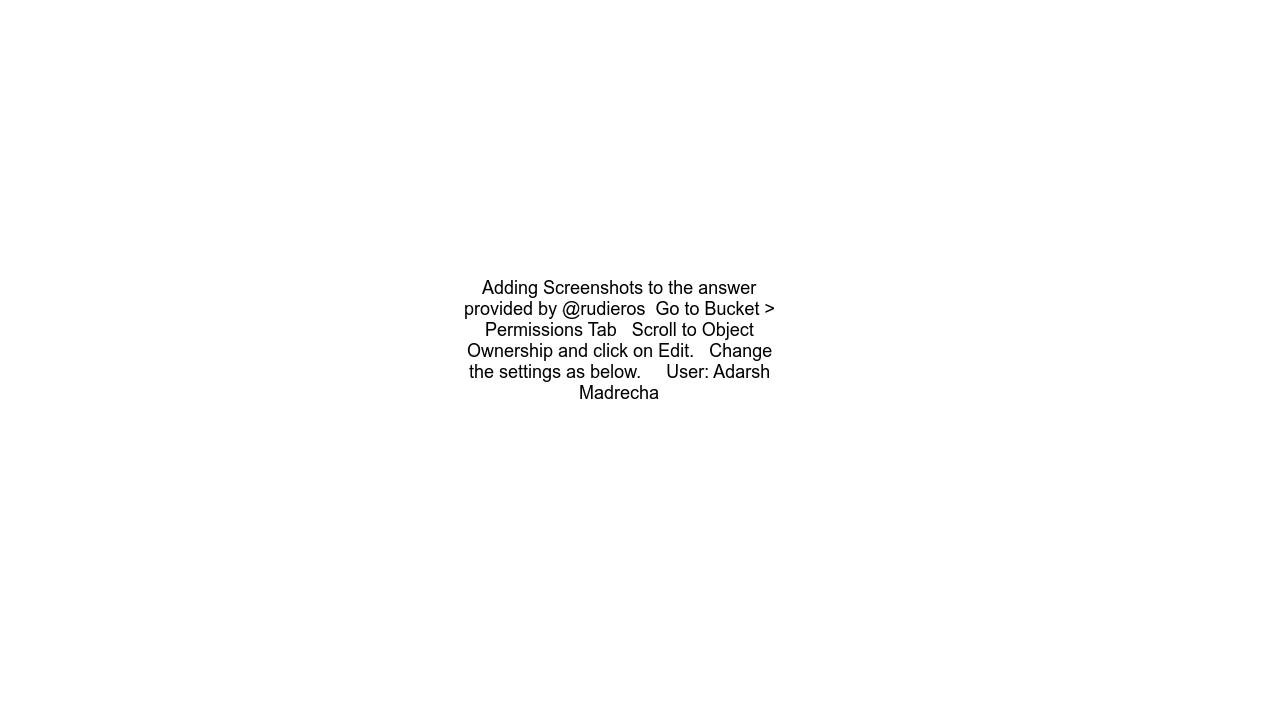 Adding Screenshots to the answer
provided by @rudieros  Go to Bucket >
Permissions Tab   Scroll to Object
Ownership and click on Edit.   Change
the settings as below.     User: Adarsh
Madrecha